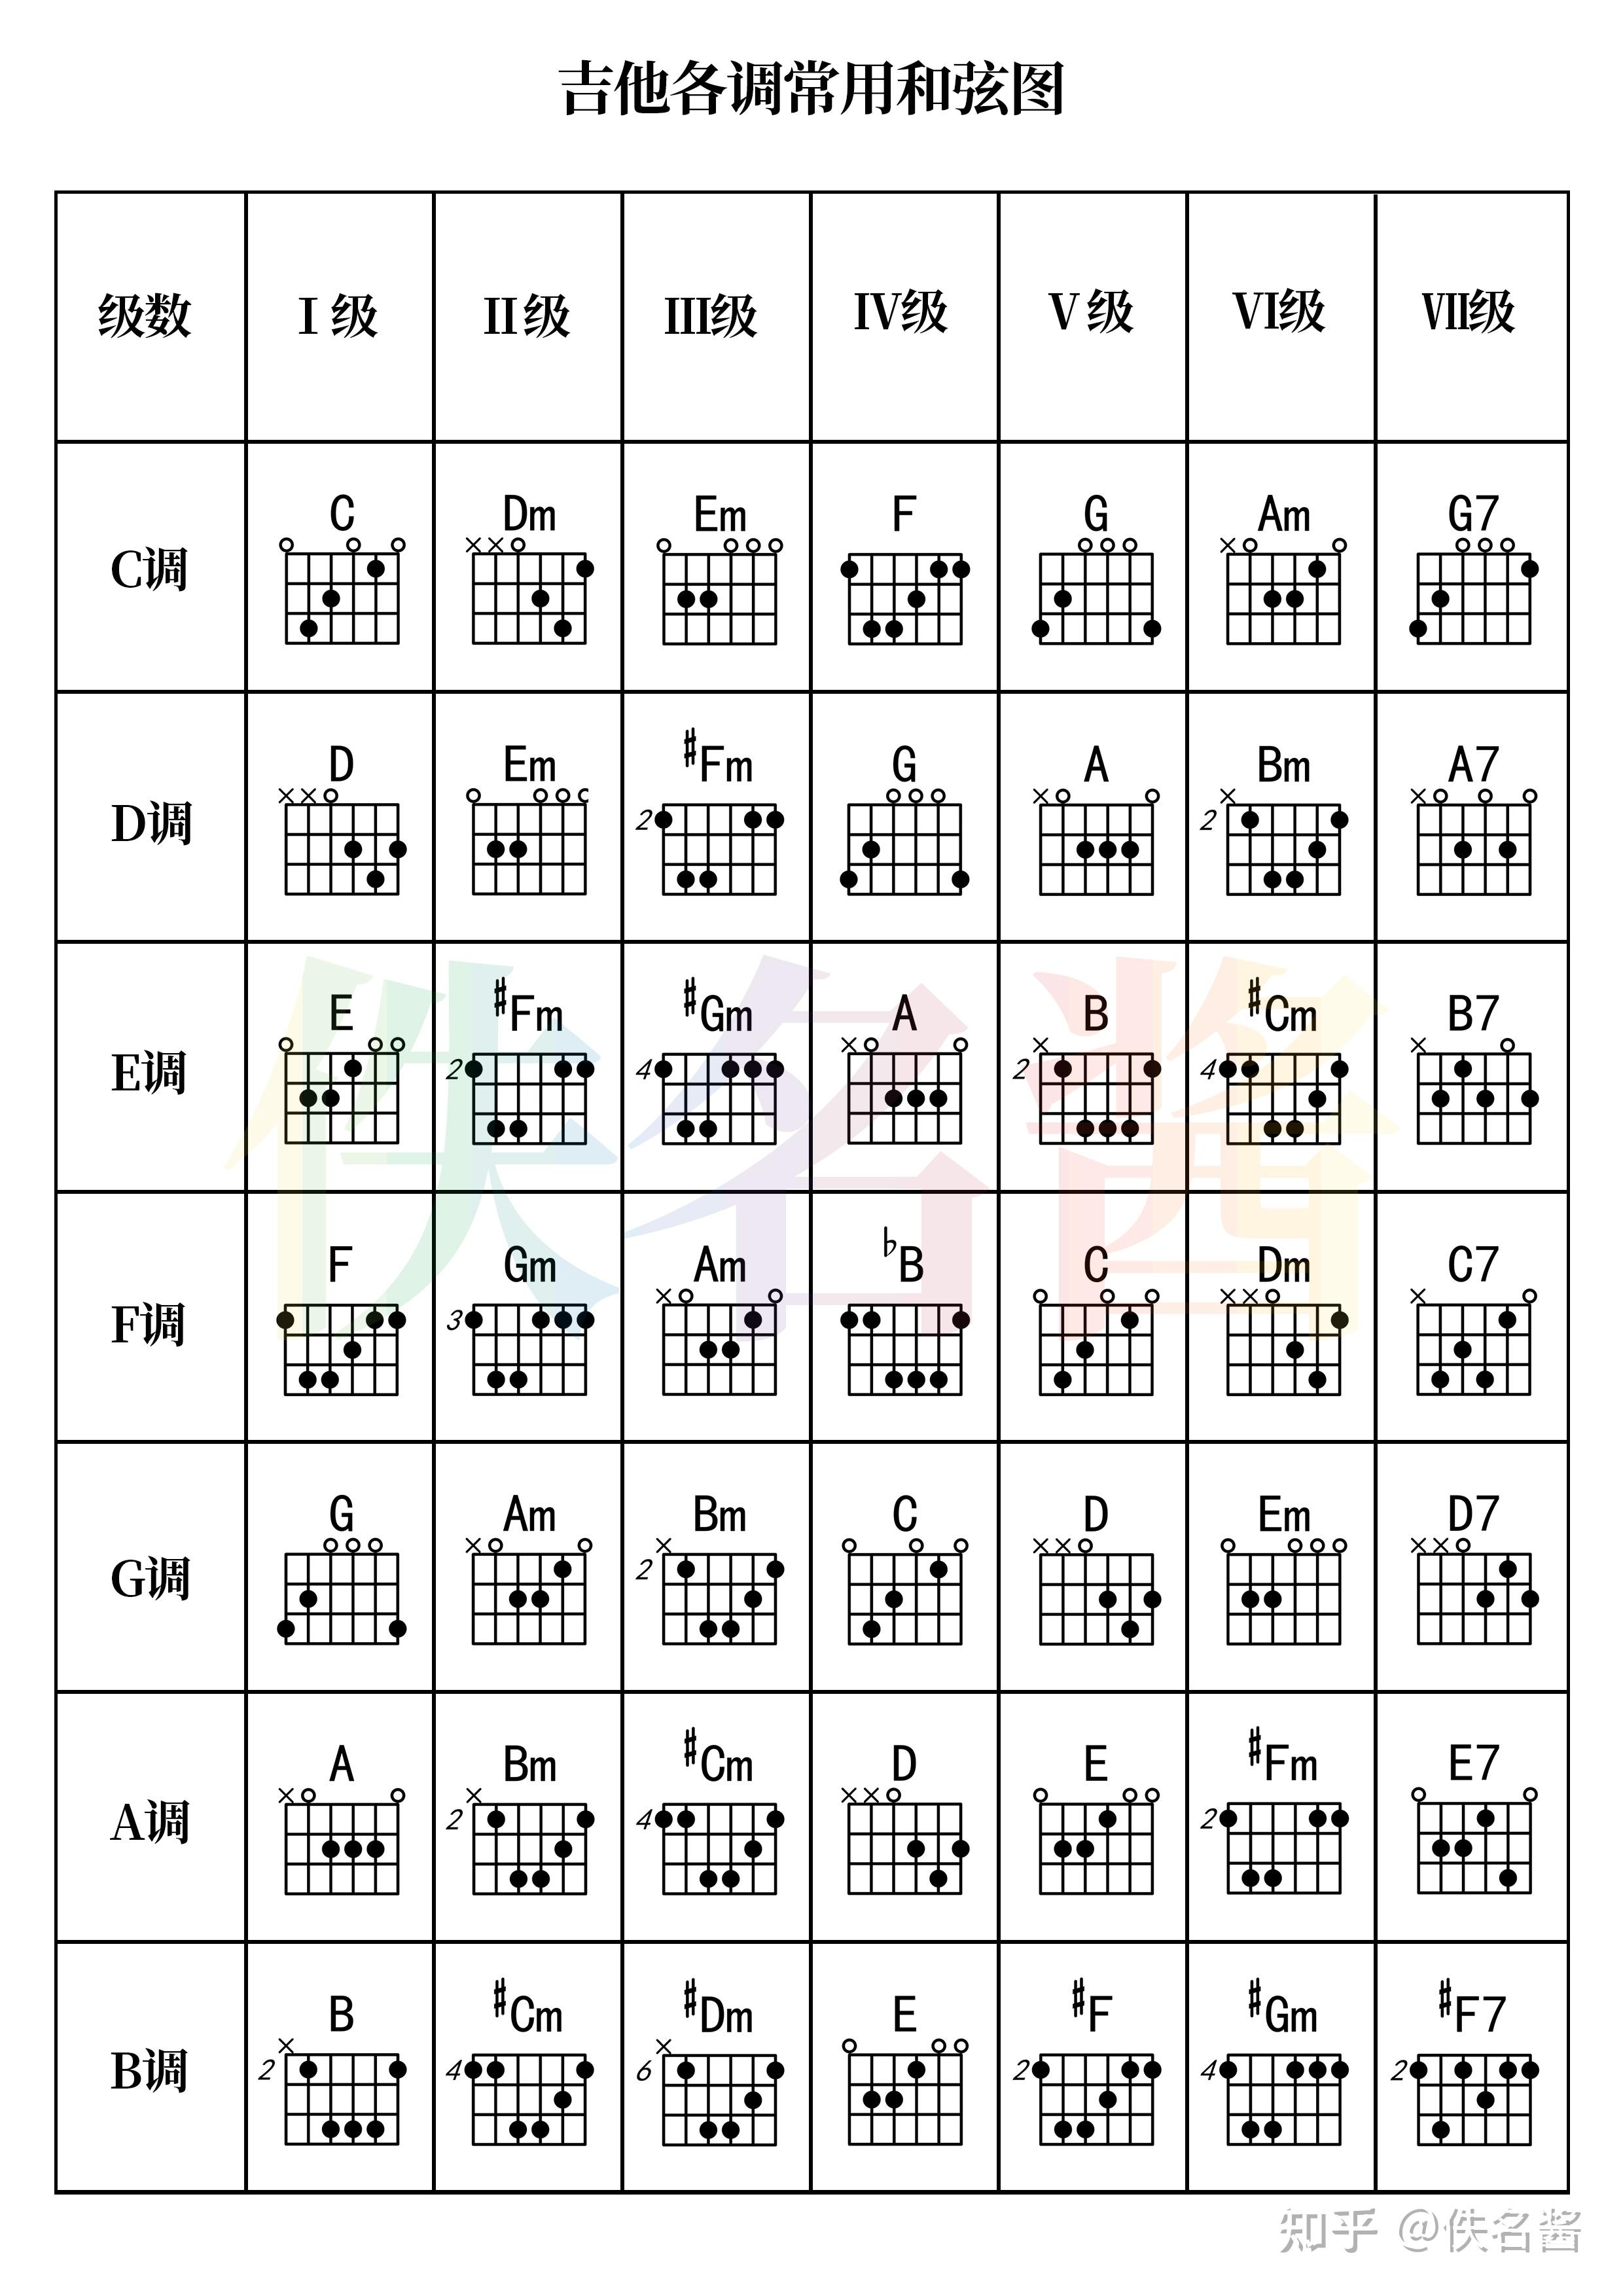 吉他各调常用和弦图
级数 I 级 II 级 III级 IV级 V 级 VI级 VII级
C调 C Dm Em F G Am G7
D调 D Em #Fm G A Bm A7
2 2
E调 E #Fm #Gm A B #Cm B7
2 4 2 4
F调 F Gm Am ♭B C Dm C7
3
G调 G Am Bm C D Em D7
2
A调 A Bm #Cm D E #Fm E7
2 4 2
B调 B #Cm #Dm E #F #Gm #F7
2 4 6 2 4 2
佚名酱
知乎 @佚名酱